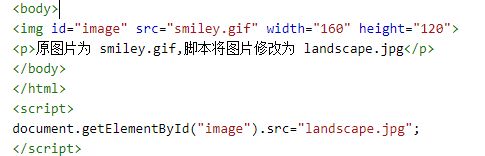 <body>
<img id="image" src="smiley.gif" width="160" height="120">
<p>原图片为 smiley.gif,脚本将图片修改为 landscape.jpg</p>
</body>
</html>
<script>
document.getElementById("image").src="landscape.jpg";
</script>